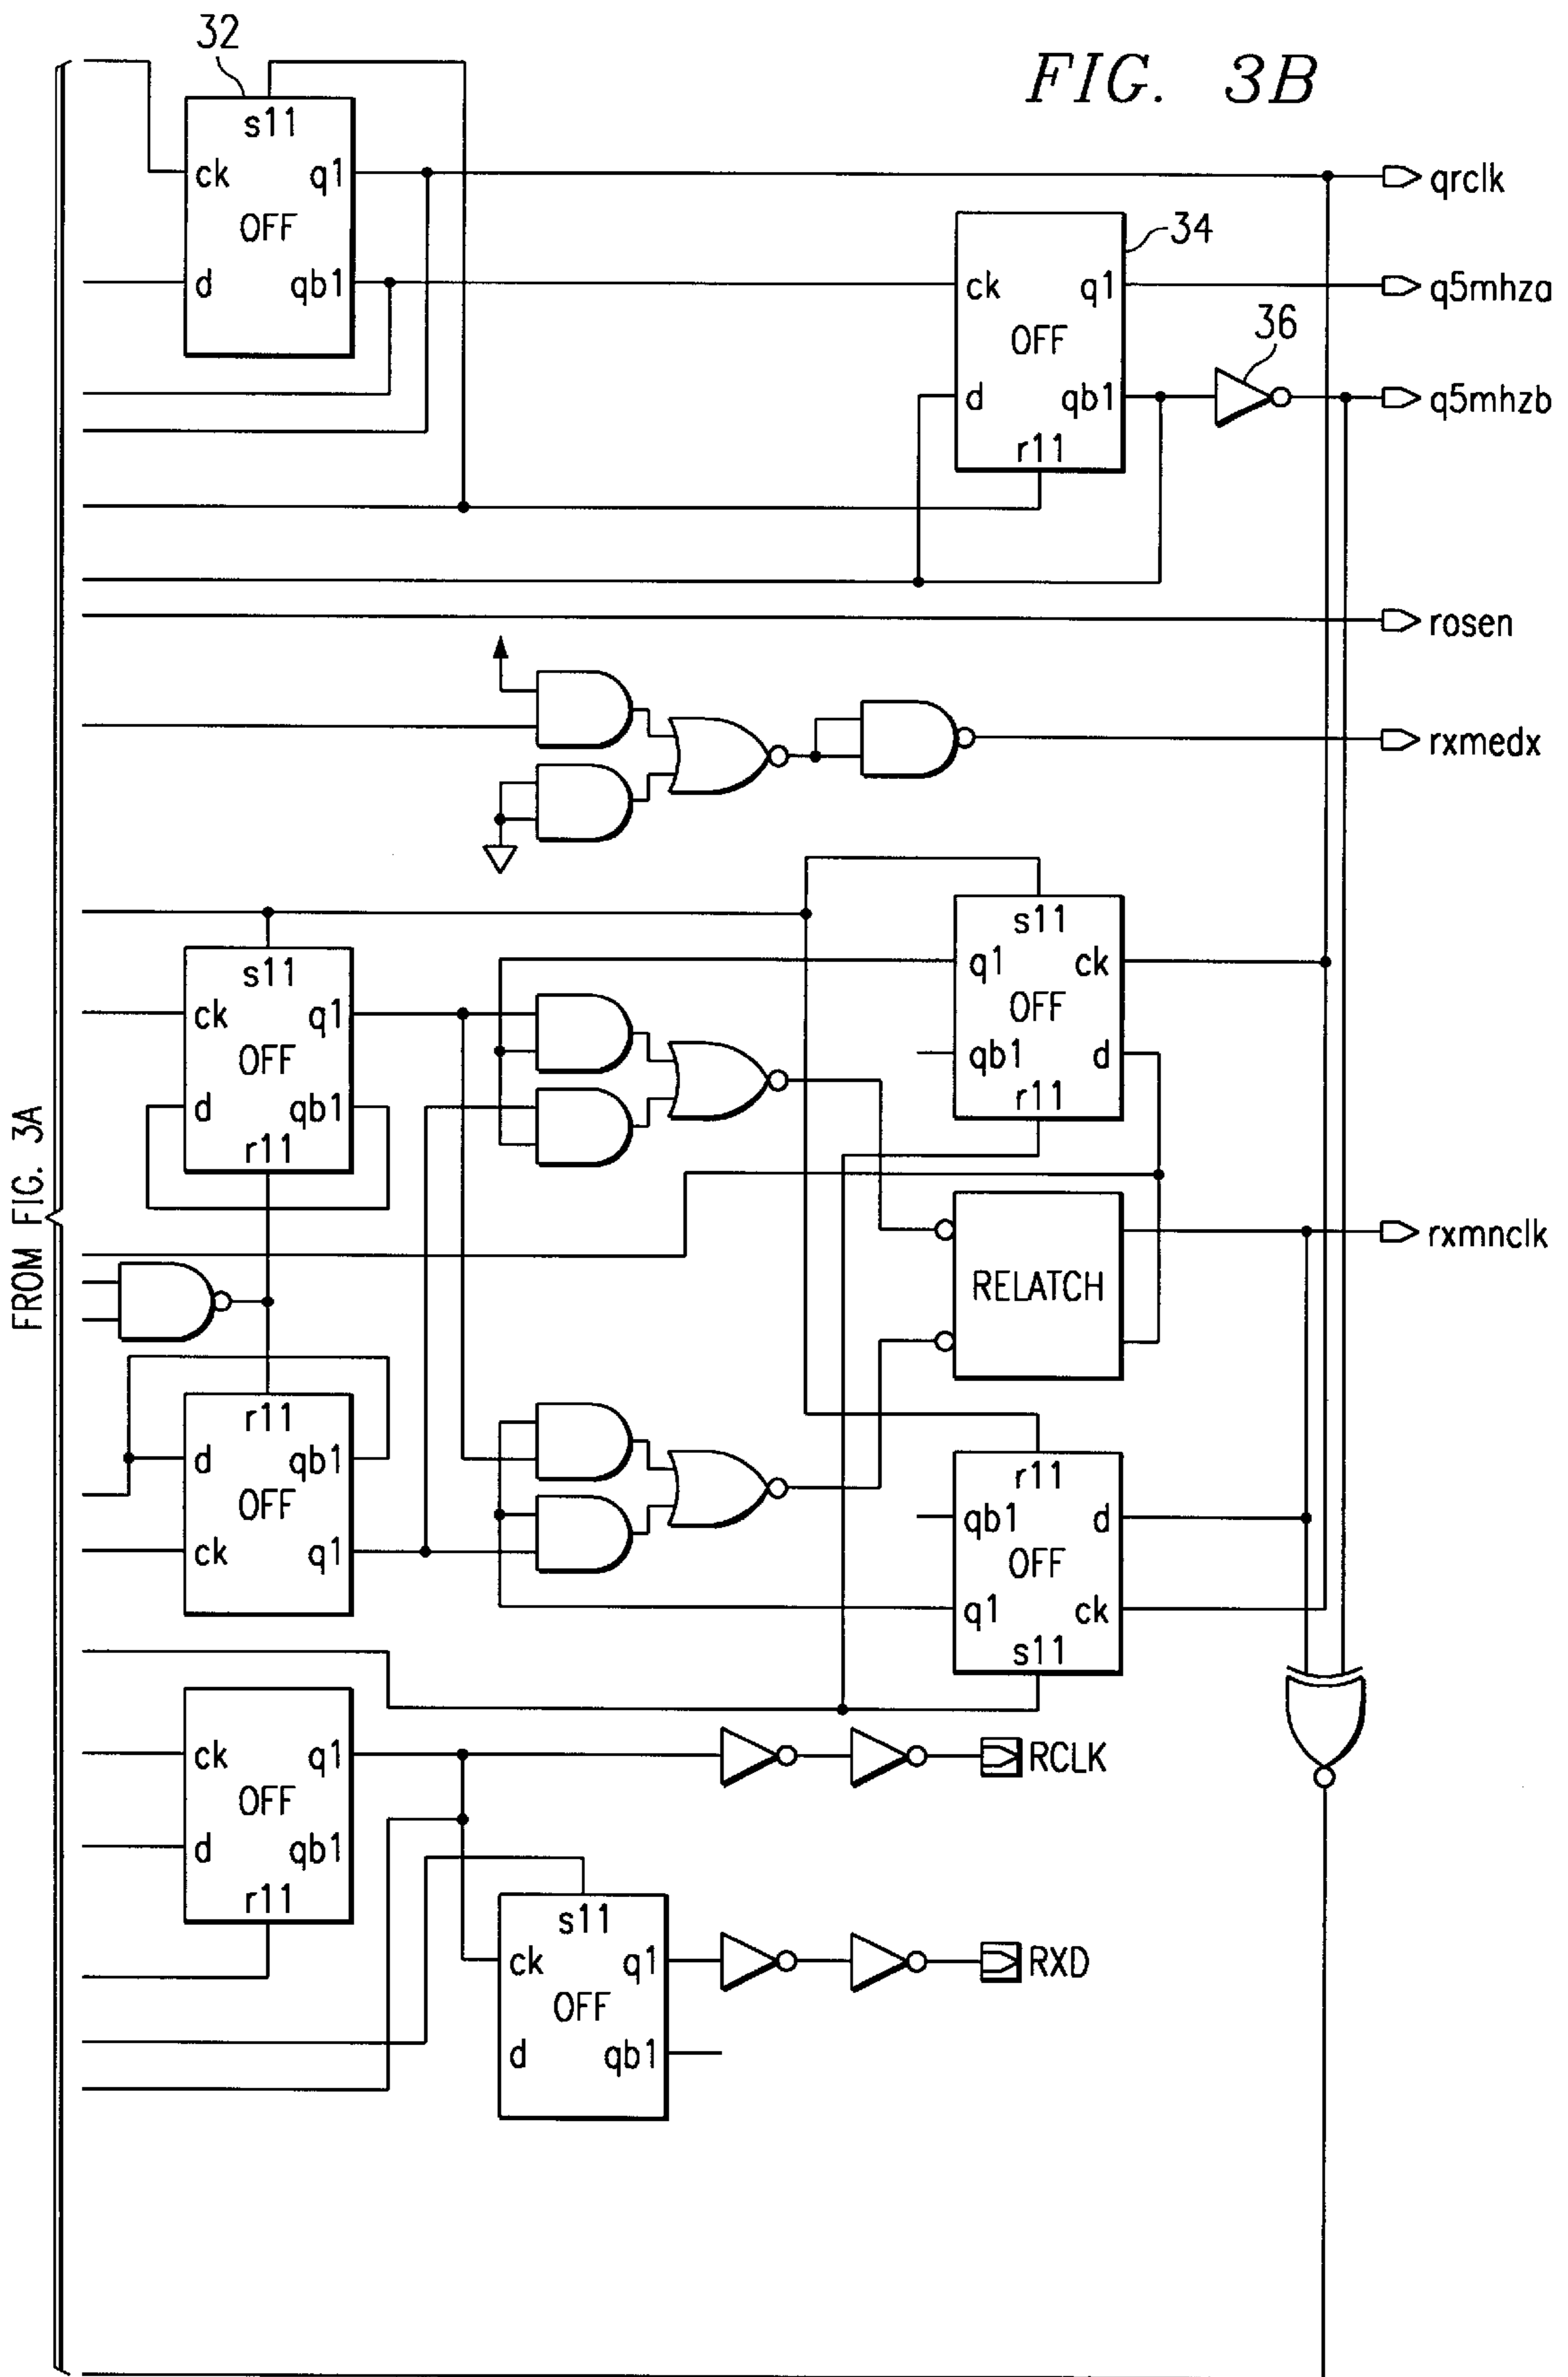 FIG. 3B
32
s11
ck q1
OFF
d qb1
qrclk
34
ck q1
OFF
d qb1
r11
q5mhza
36
q5mhzb
rosen
rxmedx
s11
q1 ck
OFF
qb1 d
r11
s11
ck q1
OFF
d qb1
r11
FROM FIG. 3A
RELATCH
rxmnclk
r11
d qb1
OFF
ck q1
r11
qb1 d
OFF
q1 ck
s11
ck q1
OFF
d qb1
r11
RCLK
s11
ck q1
OFF
d qb1
RXD